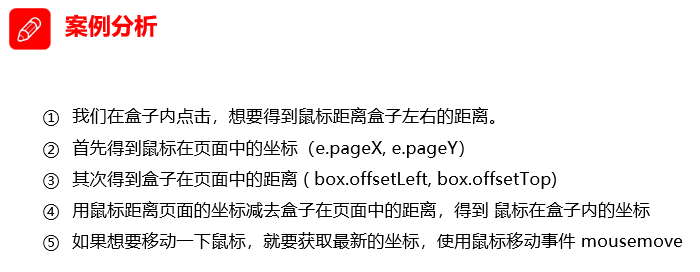 案例分析
① 我们在盒子内点击，想要得到鼠标距离盒子左右的距离。
② 首先得到鼠标在页面中的坐标（e.pageX, e.pageY）
③ 其次得到盒子在页面中的距离 ( box.offsetLeft, box.offsetTop)
④ 用鼠标距离页面的坐标减去盒子在页面中的距离，得到 鼠标在盒子内的坐标
⑤ 如果想要移动一下鼠标，就要获取最新的坐标，使用鼠标移动事件 mousemove